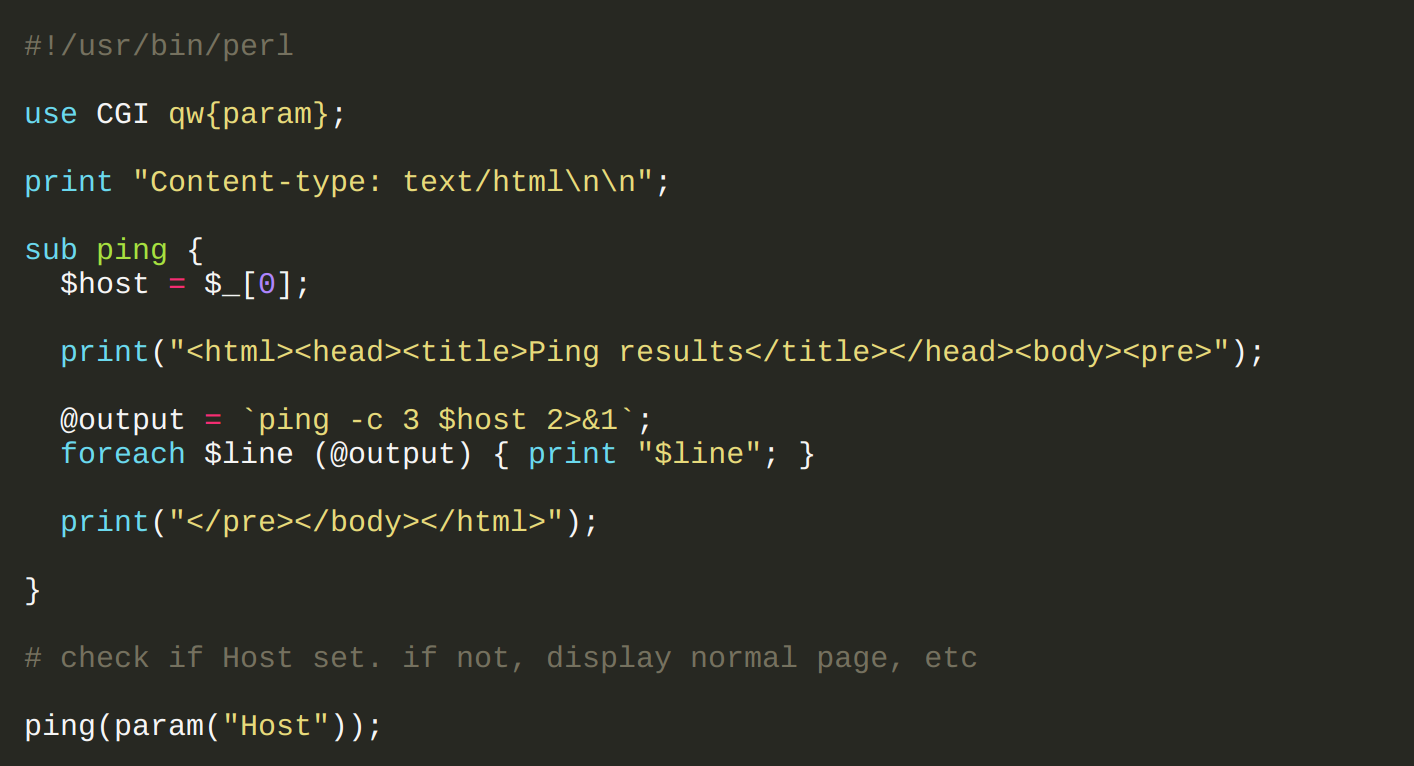 #!/usr/bin/perl
use CGI qw{param};
print "Content-type: text/html\n\n";
sub ping {
  $host = $_[0];
  print("<html><head><title>Ping results</title></head><body><pre>");
  @output = `ping -c 3 $host 2>&1`;
  foreach $line (@output) { print "$line"; }
  print("</pre></body></html>");
}
# check if Host set. if not, display normal page, etc
ping(param("Host"));